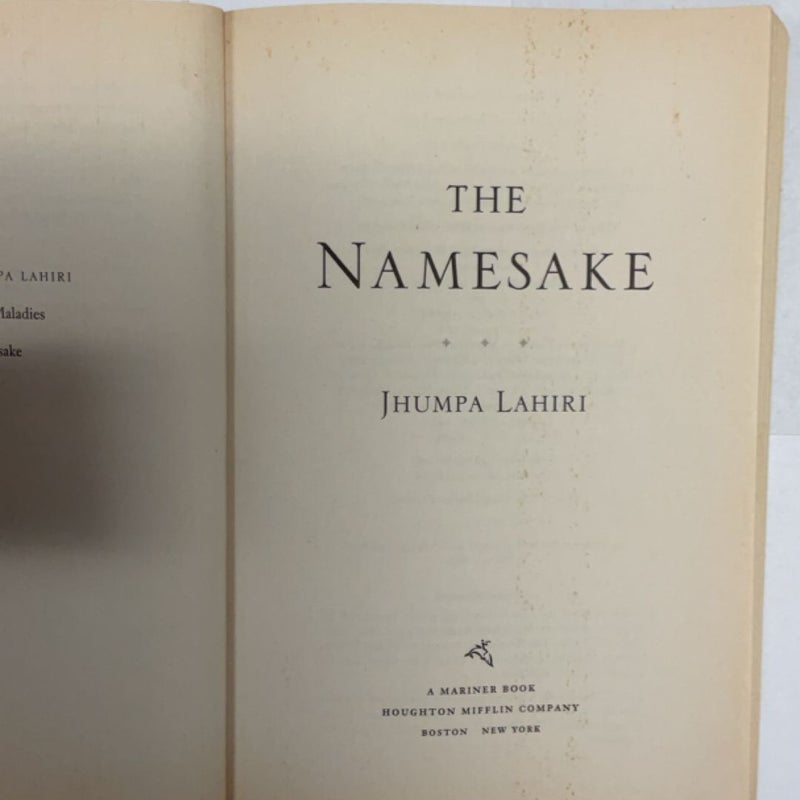 PA LAHIRI
Maladies
sake
THE
NAMESAKE
JHUMPA LAHIRI
A MARINER BOOK
HOUGHTON MIFFLIN COMPANY
BOSTON NEW YORK